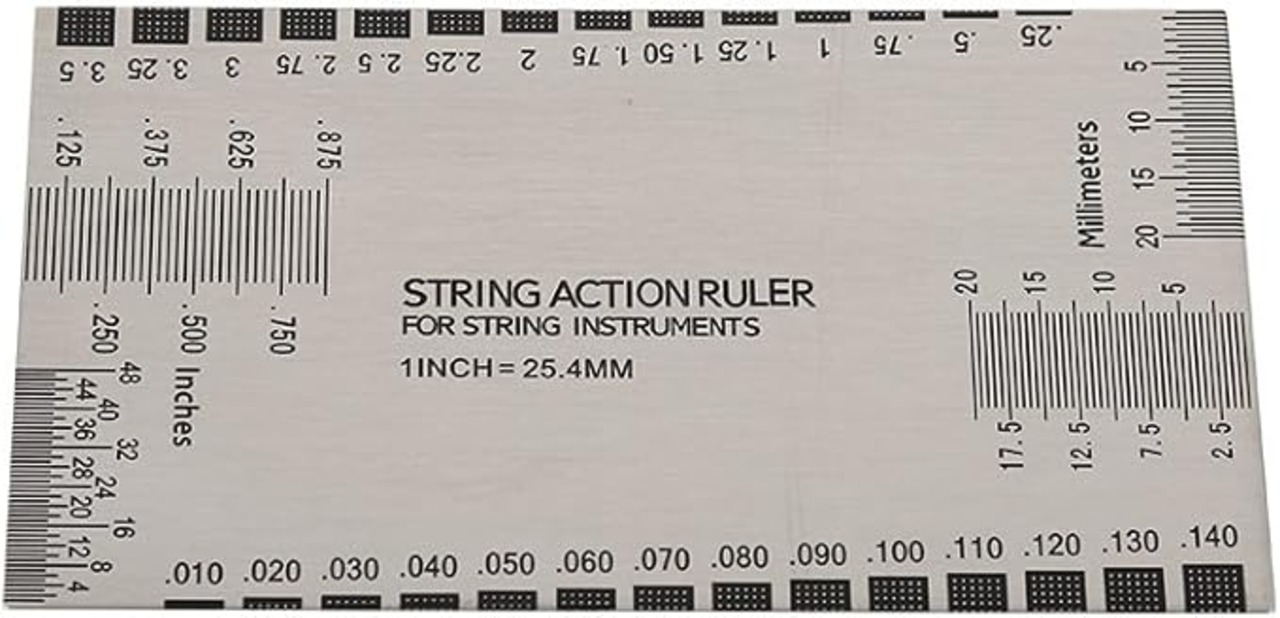 3.5 3.25 3 2.75 2.5 2.25 2 1.75 1.50 1.25 1 .75 .5 .25
.125 .375 .625 .875
.250 .500 .750
Inches
48 44 40 36 32 28 24 20 16 12 8 4
STRING ACTION RULER
FOR STRING INSTRUMENTS
1INCH = 25.4MM
5 10 15 20
Millimeters
20 15 10 5
17.5 12.5 7.5 2.5
.010 .020 .030 .040 .050 .060 .070 .080 .090 .100 .110 .120 .130 .140